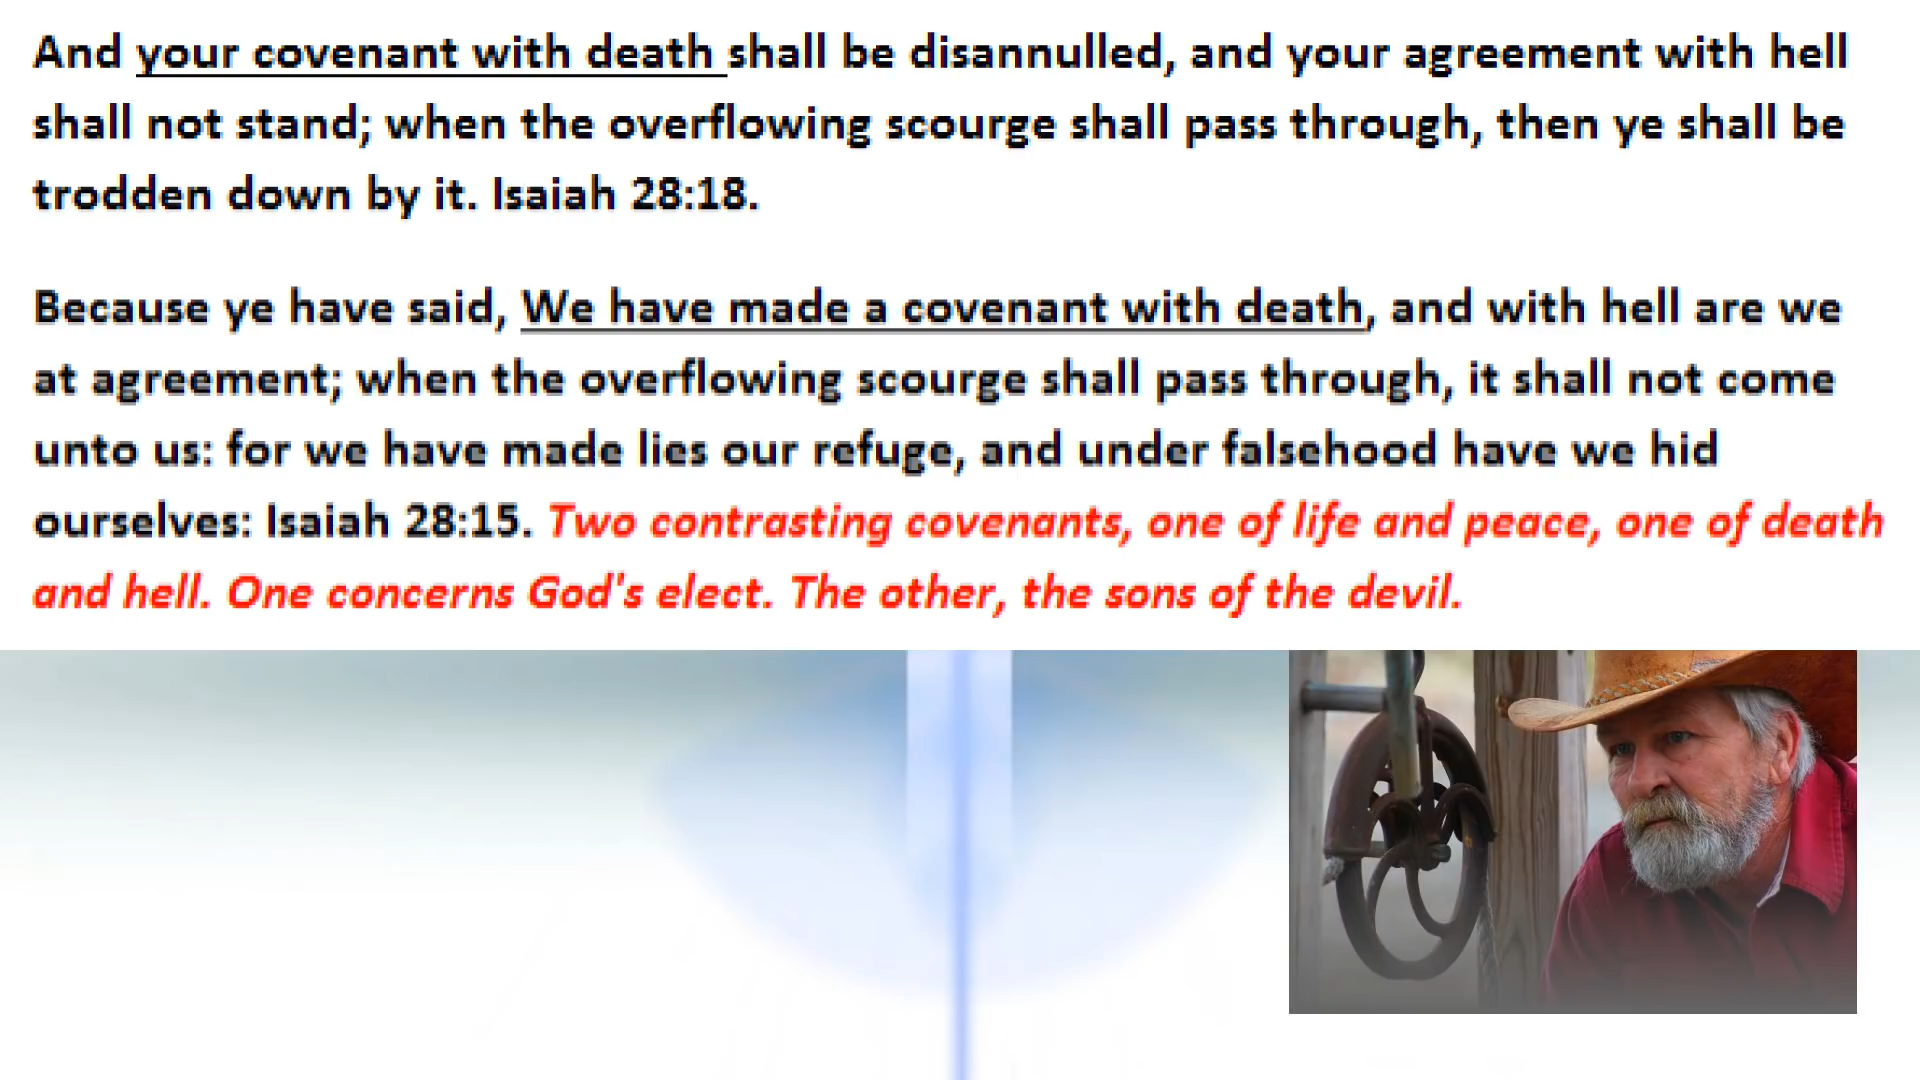 And your covenant with death shall be disannulled, and your agreement with hell
shall not stand; when the overflowing scourge shall pass through, then ye shall be
trodden down by it. Isaiah 28:18.
Because ye have said, We have made a covenant with death, and with hell are we
at agreement; when the overflowing scourge shall pass through, it shall not come
unto us: for we have made lies our refuge, and under falsehood have we hid
ourselves: Isaiah 28:15. Two contrasting covenants, one of life and peace, one of death
and hell. One concerns God's elect. The other, the sons of the devil.